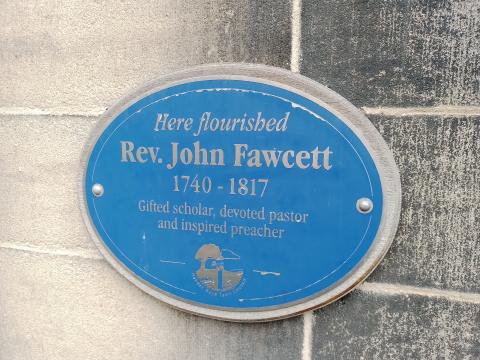 Here flourished
Rev. John Fawcett
1740 - 1817
Gifted scholar, devoted pastor
and inspired preacher